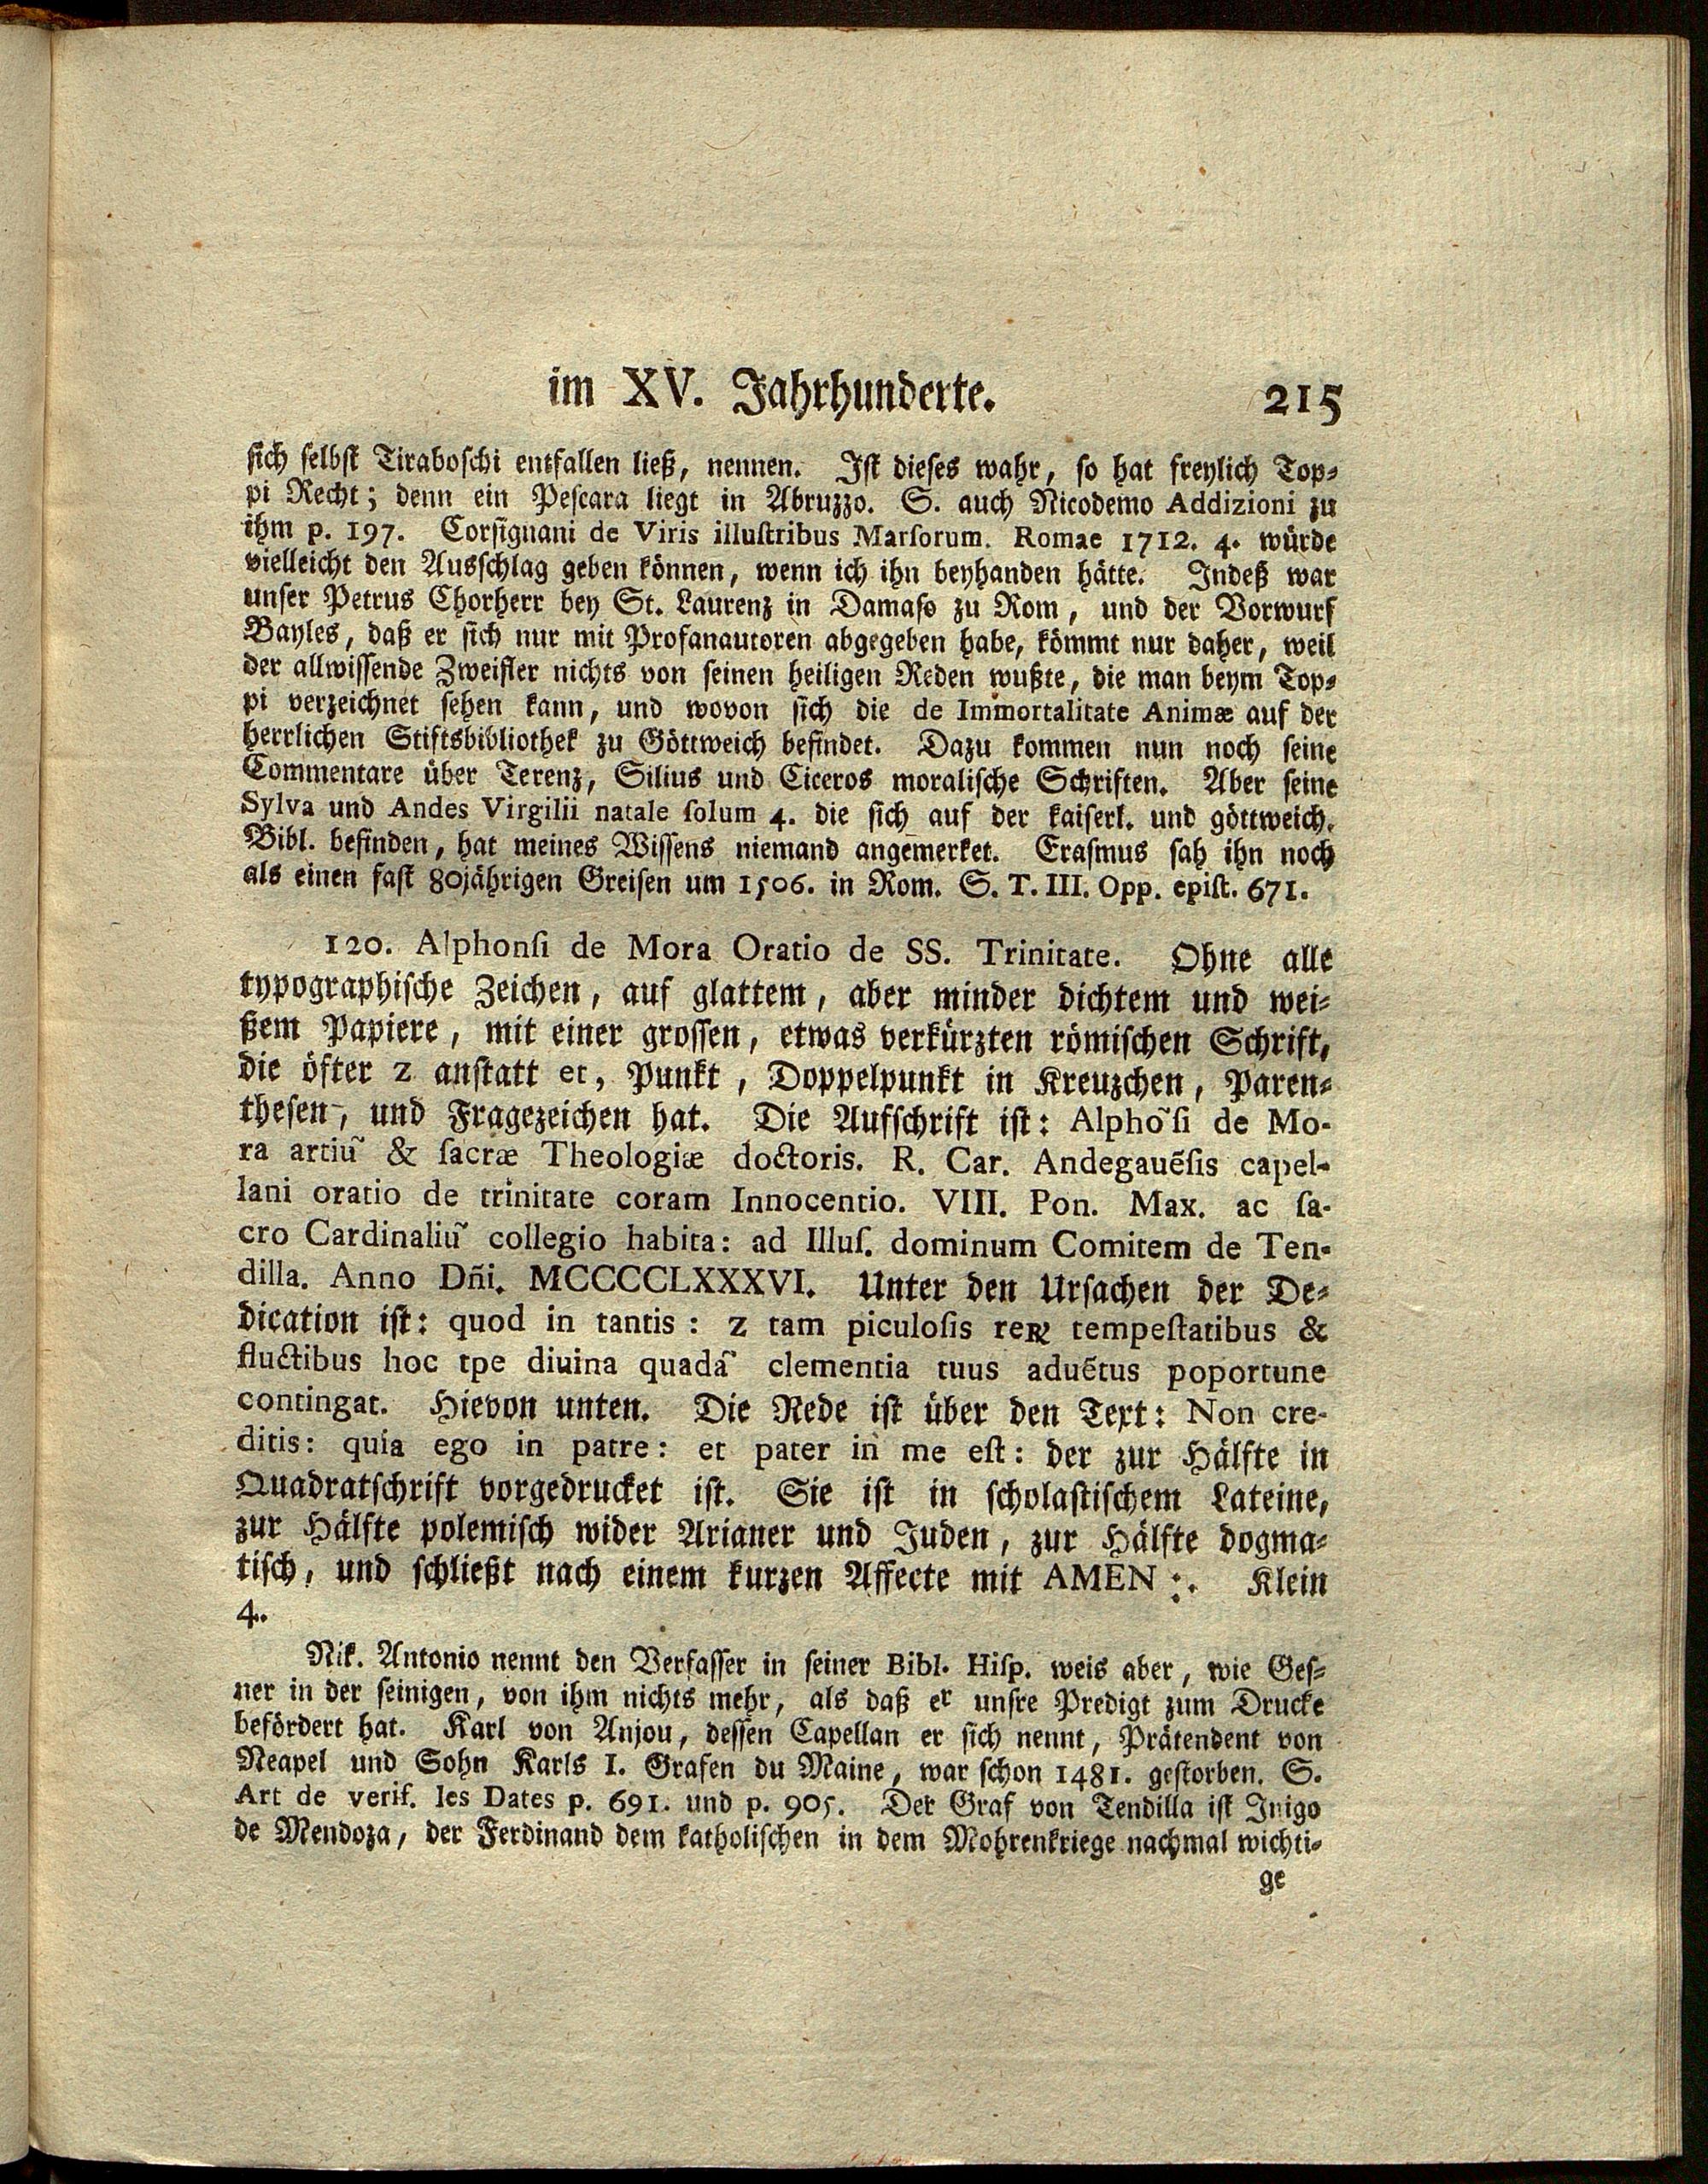 im XV. Jahrhunderte. 215
sich selbst Tiraboschi entfallen ließ, nennen. Ist dieses wahr, so hat freylich Top⸗
pi Recht; denn ein Pescara liegt in Abruzzo. S. auch Nicodemo Addizioni zu
ihm p. 197. Corsignani de Viris illuſtribus Marſorum. Romae 1712. 4. würde
vielleicht den Ausschlag geben können, wenn ich ihn beyhanden hätte. Indeß war
unser Petrus Chorherr bey St. Laurenz in Damaso zu Rom, und der Vorwurf
Bayles, daß er sich nur mit Profanautoren abgegeben habe, kömmt nur daher, weil
der allwissende Zweifler nichts von seinen heiligen Reden wußte, die man beym Top⸗
pi verzeichnet sehen kann, und wovon sich die de Immortalitate Animæ auf der
herrlichen Stiftsbibliothek zu Göttweich befindet. Dazu kommen nun noch seine
Commentare über Terenz, Silius und Ciceros moralische Schriften. Aber seine
Sylva und Andes Virgilii natale ſolum 4. die sich auf der kaiserl. und göttweich.
Bibl. befinden, hat meines Wissens niemand angemerket. Erasmus sah ihn noch
als einen fast 80jährigen Greisen um 1506. in Rom. S. T. III. Opp. epiſt. 671.
120. Alphonſi de Mora Oratio de SS. Trinitate. Ohne alle
typographische Zeichen, auf glattem, aber minder dichtem und wei⸗
ßem Papiere, mit einer grossen, etwas verkürzten römischen Schrift,
die öfter z anstatt et, Punkt, Doppelpunkt in Kreuzchen, Paren⸗
thesen, und Fragezeichen hat. Die Aufschrift ist: Alphõſi de Mo-
ra artiũ & ſacræ Theologiæ doctoris. R. Car. Andegauẽſis capel-
lani oratio de trinitate coram Innocentio. VIII. Pon. Max. ac ſa-
cro Cardinaliũ collegio habita: ad Illuſ. dominum Comitem de Ten-
dilla. Anno Dñi. MCCCCLXXXVI. Unter den Ursachen der De⸗
dication ist: quod in tantis: z tam piculoſis reꝶ tempeſtatibus &
fluctibus hoc tpe diuina quadã clementia tuus aduẽtus poportune
contingat. Hievon unten. Die Rede ist über den Text: Non cre-
ditis: quia ego in patre: et pater in me eſt: der zur Hälfte in
Quadratschrift vorgedrucket ist. Sie ist in scholastischem Lateine,
zur Hälfte polemisch wider Arianer und Juden, zur Hälfte dogma⸗
tisch, und schließt nach einem kurzen Affecte mit AMEN :. Klein
4.
Nik. Antonio nennt den Verfasser in seiner Bibl. Hiſp. weis aber, wie Ges⸗
ner in der seinigen, von ihm nichts mehr, als daß er unsre Predigt zum Drucke
befördert hat. Karl von Anjou, dessen Capellan er sich nennt, Prätendent von
Neapel und Sohn Karls I. Grafen du Maine, war schon 1481. gestorben. S.
Art de verif. les Dates p. 691. und p. 905. Der Graf von Tendilla ist Inigo
de Mendoza, der Ferdinand dem katholischen in dem Mohrenkriege nachmal wichti⸗
ge